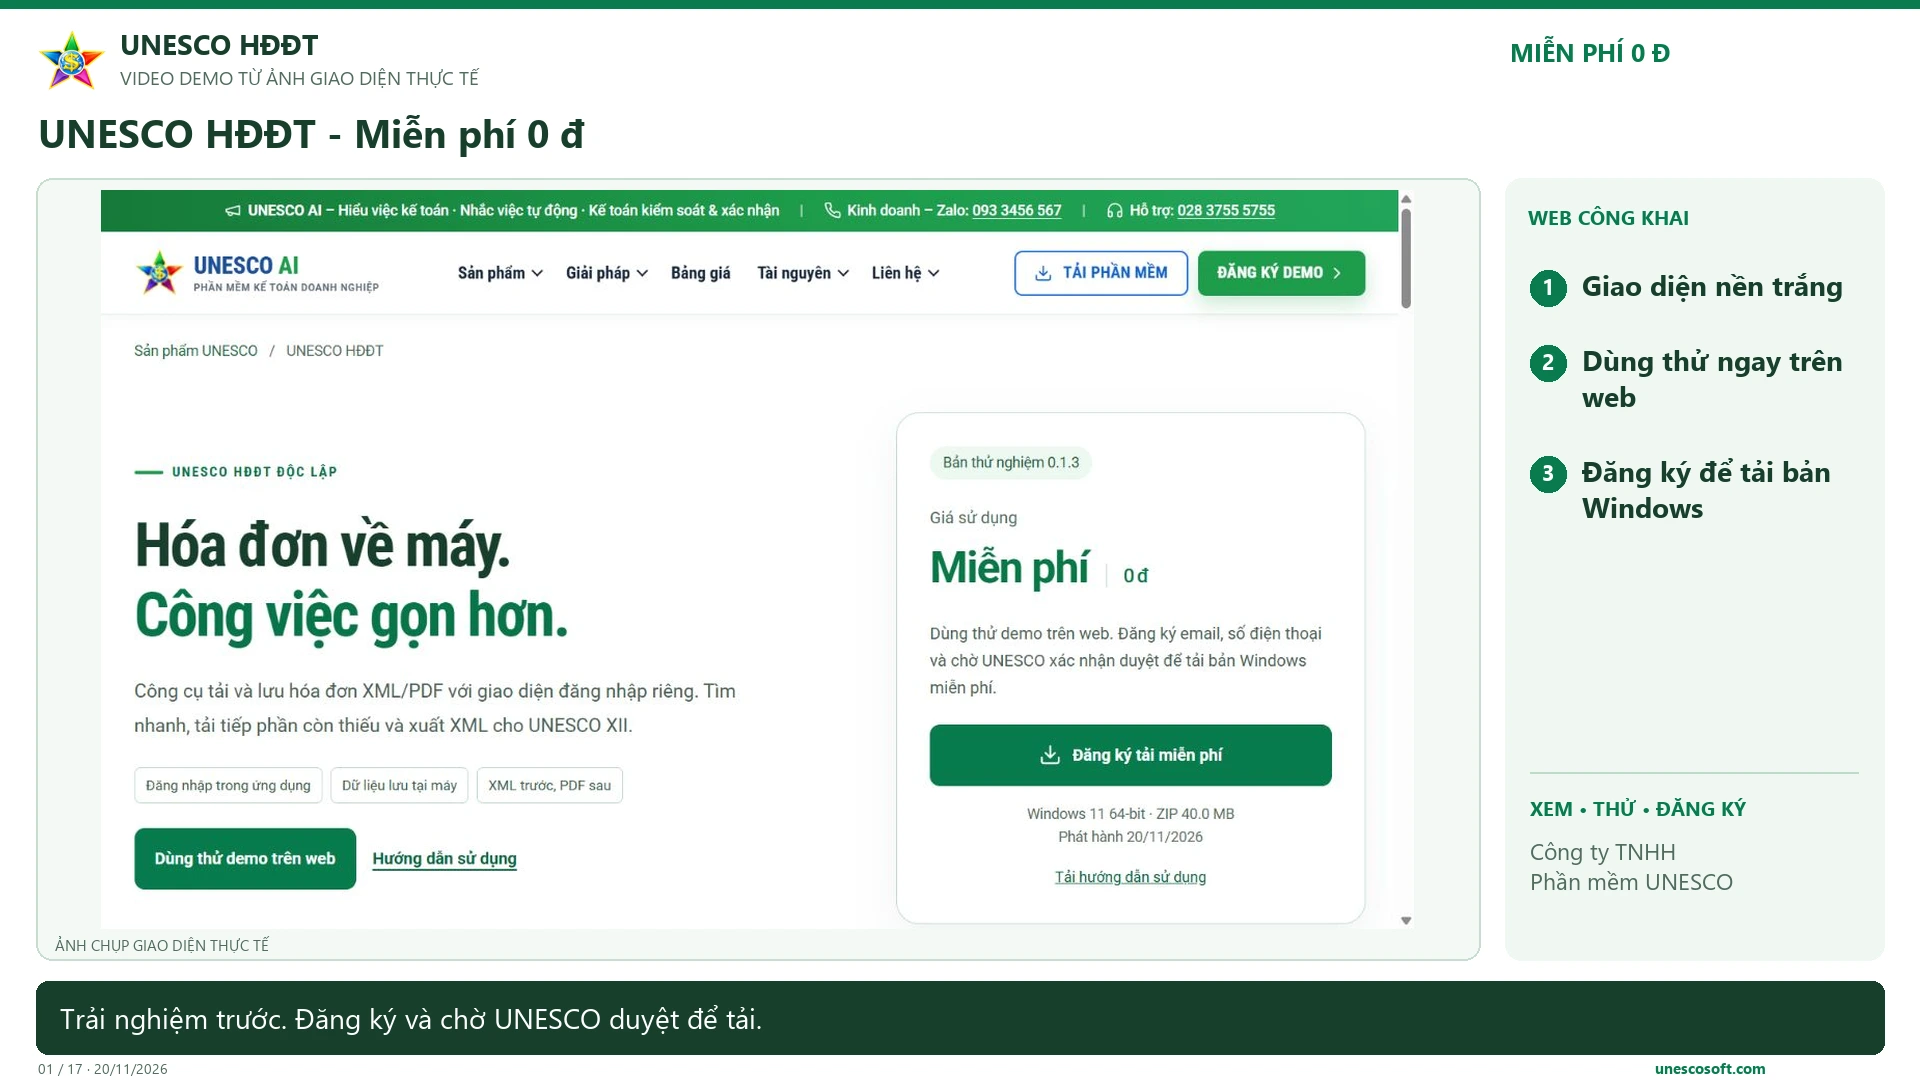 UNESCO HĐĐT
VIDEO DEMO TỪ ẢNH GIAO DIỆN THỰC TẾ
MIỄN PHÍ 0 Đ
UNESCO HĐĐT - Miễn phí 0 đ
UNESCO AI – Hiểu việc kế toán · Nhắc việc tự động · Kế toán kiểm soát & xác nhận | Kinh doanh – Zalo: 093 3456 567 | Hỗ trợ: 028 3755 5755
UNESCO AI
PHẦN MỀM KẾ TOÁN DOANH NGHIỆP
Sản phẩm Giải pháp Bảng giá Tài nguyên Liên hệ
TẢI PHẦN MỀM
ĐĂNG KÝ DEMO
Sản phẩm UNESCO / UNESCO HĐĐT
UNESCO HĐĐT ĐỘC LẬP
Hóa đơn về máy.
Công việc gọn hơn.
Công cụ tải và lưu hóa đơn XML/PDF với giao diện đăng nhập riêng. Tìm
nhanh, tải tiếp phần còn thiếu và xuất XML cho UNESCO XII.
Đăng nhập trong ứng dụng
Dữ liệu lưu tại máy
XML trước, PDF sau
Dùng thử demo trên web
Hướng dẫn sử dụng
Bản thử nghiệm 0.1.3
Giá sử dụng
Miễn phí | 0 đ
Dùng thử demo trên web. Đăng ký email, số điện thoại
và chờ UNESCO xác nhận duyệt để tải bản Windows
miễn phí.
Đăng ký tải miễn phí
Windows 11 64-bit · ZIP 40.0 MB
Phát hành 20/11/2026
Tải hướng dẫn sử dụng
ẢNH CHỤP GIAO DIỆN THỰC TẾ
WEB CÔNG KHAI
1 Giao diện nền trắng
2 Dùng thử ngay trên
web
3 Đăng ký để tải bản
Windows
XEM • THỬ • ĐĂNG KÝ
Công ty TNHH
Phần mềm UNESCO
Trải nghiệm trước. Đăng ký và chờ UNESCO duyệt để tải.
01 / 17 · 20/11/2026
unescosoft.com